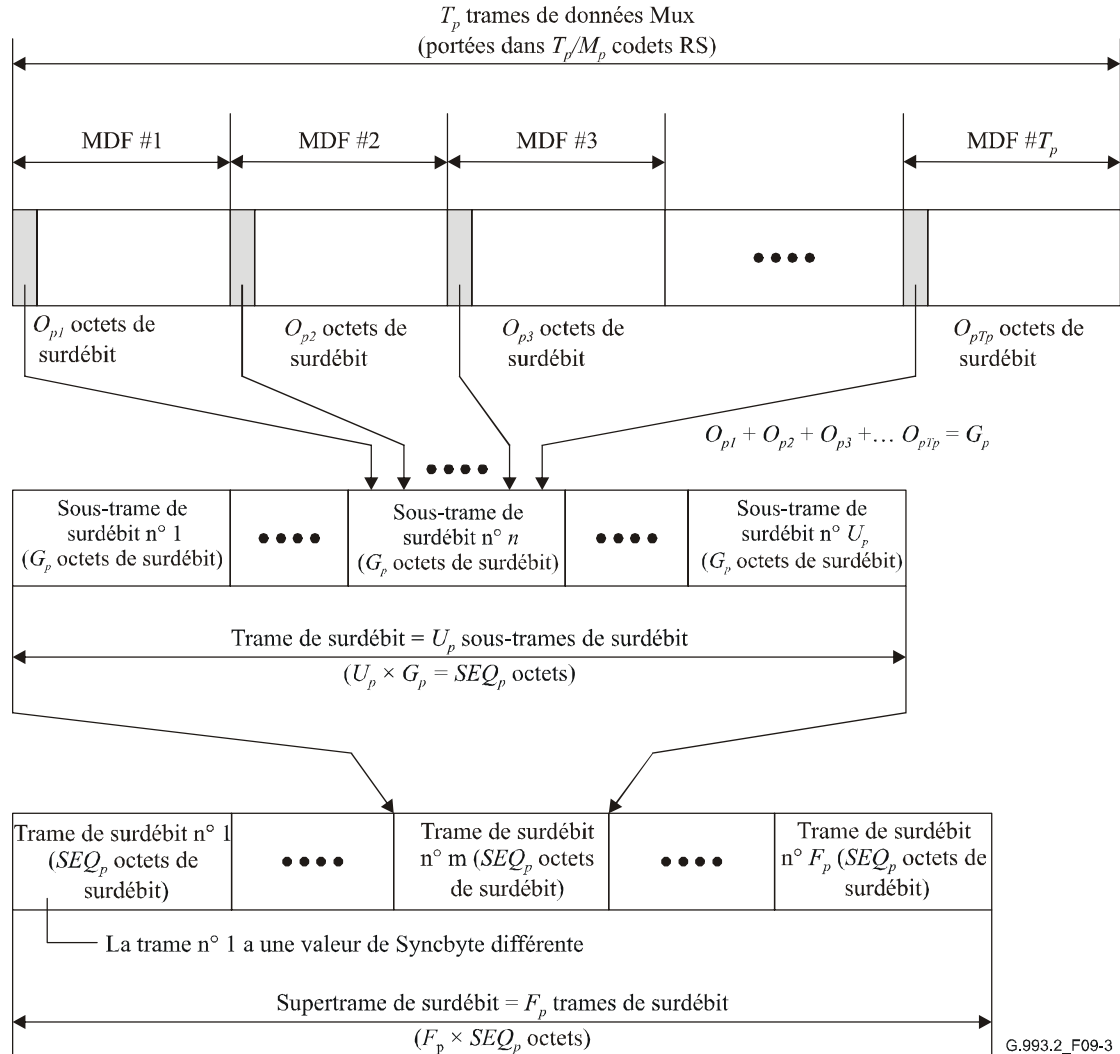 T_p trames de données Mux
(portées dans T_p/M_p codets RS)
MDF #1
MDF #2
MDF #3
MDF #T_p
O_p1 octets de
surdébit
O_p2 octets de
surdébit
O_p3 octets de
surdébit
O_pTp octets de
surdébit
O_p1 + O_p2 + O_p3 +… O_pTp = G_p
Sous-trame de
surdébit n° 1
(G_p octets de surdébit)
Sous-trame de
surdébit n° n
(G_p octets de surdébit)
Sous-trame de
surdébit n° U_p
(G_p octets de surdébit)
Trame de surdébit = U_p sous-trames de surdébit
(U_p × G_p = SEQ_p octets)
Trame de surdébit n° 1
(SEQ_p octets de
surdébit)
Trame de surdébit
n° m (SEQ_p octets
de surdébit)
Trame de surdébit
n° F_p (SEQ_p octets de
surdébit)
La trame n° 1 a une valeur de Syncbyte différente
Supertrame de surdébit = F_p trames de surdébit
(F_p × SEQ_p octets)
G.993.2_F09-3